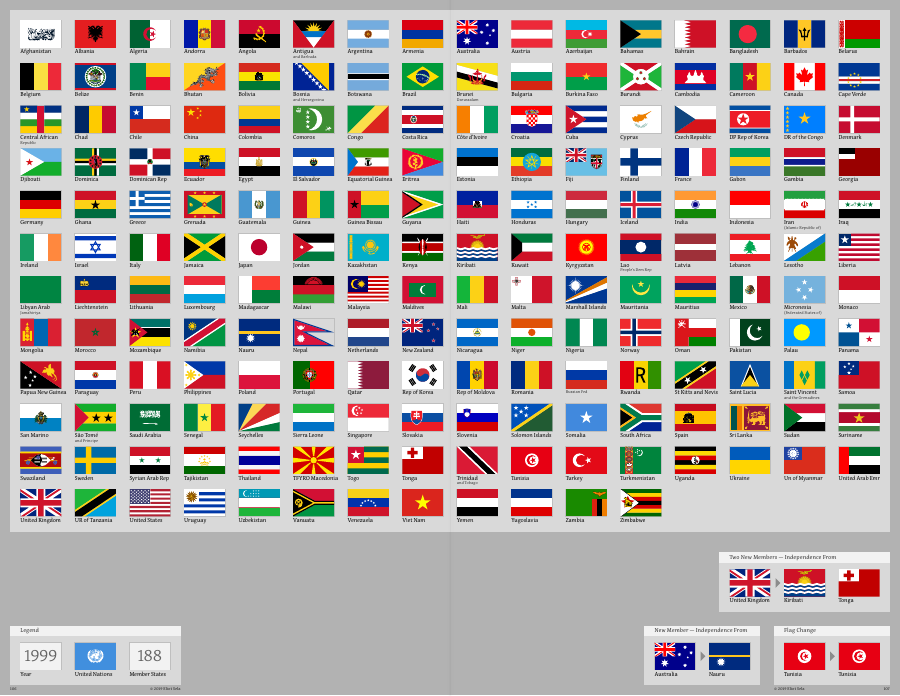 Afghanistan Albania Algeria Andorra Angola Antigua Argentina Armenia Australia Austria Azerbaijan Bahamas Bahrain Bangladesh Barbados Belarus
and Barbuda
Belgium Belize Benin Bhutan Bolivia Bosnia Botswana Brazil Brunei Bulgaria Burkina Faso Burundi Cambodia Cameroon Canada Cape Verde
and Herzegovina Darussalam
Central African Chad Chile China Colombia Comoros Congo Costa Rica Côte d'Ivoire Croatia Cuba Cyprus Czech Republic DP Rep of Korea DR of the Congo Denmark
Republic
Djibouti Dominica Dominican Rep Ecuador Egypt El Salvador Equatorial Guinea Eritrea Estonia Ethiopia Fiji Finland France Gabon Gambia Georgia
Germany Ghana Greece Grenada Guatemala Guinea Guinea Bissau Guyana Haiti Honduras Hungary Iceland India Indonesia Iran Iraq
(Islamic Republic of)
Ireland Israel Italy Jamaica Japan Jordan Kazakhstan Kenya Kiribati Kuwait Kyrgyzstan Lao Latvia Lebanon Lesotho Liberia
People's Dem Rep
Libyan Arab Liechtenstein Lithuania Luxembourg Madagascar Malawi Malaysia Maldives Mali Malta Marshall Islands Mauritania Mauritius Mexico Micronesia Monaco
Jamahiriya (Federated States of)
Mongolia Morocco Mozambique Namibia Nauru Nepal Netherlands New Zealand Nicaragua Niger Nigeria Norway Oman Pakistan Palau Panama
Papua New Guinea Paraguay Peru Philippines Poland Portugal Qatar Rep of Korea Rep of Moldova Romania Russian Fed Rwanda St Kitts and Nevis Saint Lucia Saint Vincent Samoa
and the Grenadines
San Marino São Tomé Saudi Arabia Senegal Seychelles Sierra Leone Singapore Slovakia Slovenia Solomon Islands Somalia South Africa Spain Sri Lanka Sudan Suriname
and Principe
Swaziland Sweden Syrian Arab Rep Tajikistan Thailand TFYRO Macedonia Togo Tonga Trinidad Tunisia Turkey Turkmenistan Uganda Ukraine Un of Myanmar United Arab Emir
and Tobago
United Kingdom UR of Tanzania United States Uruguay Uzbekistan Vanuatu Venezuela Viet Nam Yemen Yugoslavia Zambia Zimbabwe
Two New Members — Independence From
United Kingdom Kiribati Tonga
Legend
1999 188
Year United Nations Member States
New Member — Independence From
Australia Nauru
Flag Change
Tunisia Tunisia